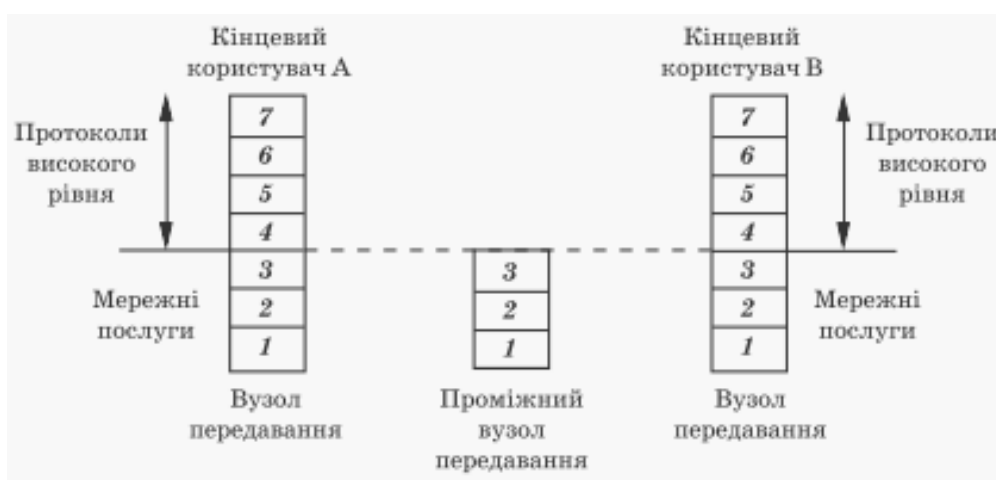 Кінцевий
користувач А
Кінцевий
користувач В
Протоколи
високого
рівня
7
6
5
4
3
2
1
Мережні
послуги
3
2
1
7
6
5
4
3
2
1
Протоколи
високого
рівня
Мережні
послуги
Вузол
передавання
Проміжний
вузол
передавання
Вузол
передавання